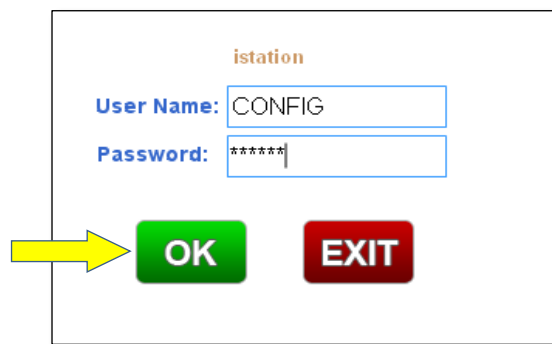 istation
User Name: CONFIG
Password: ******
OK EXIT